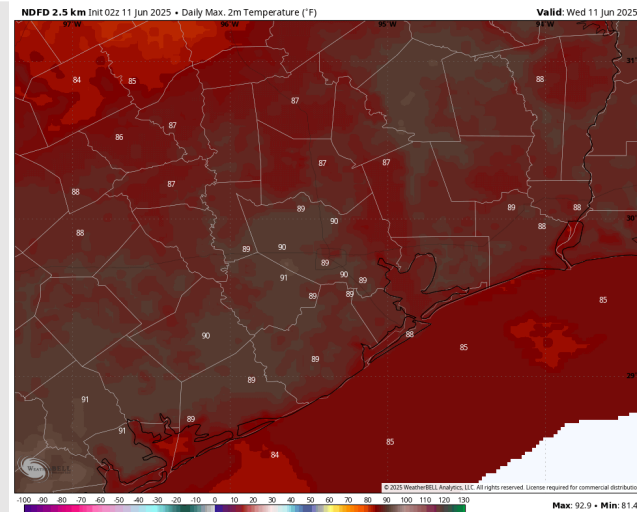 NDFD 2.5 km Init 02z 11 Jun 2025 • Daily Max. 2m Temperature (°F)
Valid: Wed 11 Jun 2025
97°W 96°W 95°W 94°W
31°
84 85 88
87
87
86
87 87
87
88
89 89 88
90 88
30°
88
89 90
89
91 90 89
89 89
85
88
90
85
89
29°
89
91
89
91
85
84
WeatherBELL
© 2025 WeatherBELL Analytics, LLC. All rights reserved. License required for commercial distributio
-100 -90 -80 -70 -60 -50 -40 -30 -20 -10 0 10 20 30 40 50 60 70 80 90 100 110 120 130
Max: 92.9 • Min: 81.4